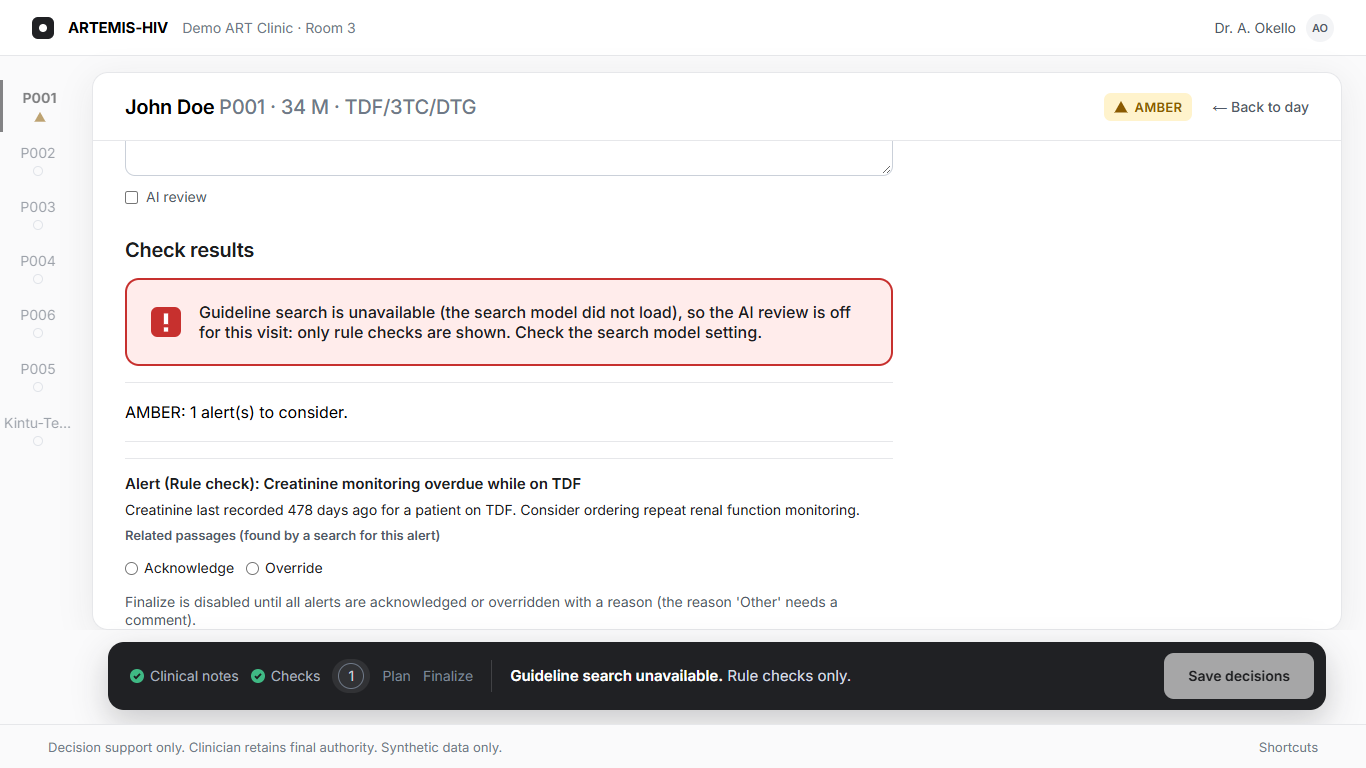 ARTEMIS-HIV Demo ART Clinic · Room 3
Dr. A. Okello AO
P001
P002
P003
P004
P006
P005
Kintu-Te...
John Doe P001 · 34 M · TDF/3TC/DTG
AMBER
← Back to day
AI review
Check results
Guideline search is unavailable (the search model did not load), so the AI review is off
for this visit: only rule checks are shown. Check the search model setting.
AMBER: 1 alert(s) to consider.
Alert (Rule check): Creatinine monitoring overdue while on TDF
Creatinine last recorded 478 days ago for a patient on TDF. Consider ordering repeat renal function monitoring.
Related passages (found by a search for this alert)
Acknowledge Override
Finalize is disabled until all alerts are acknowledged or overridden with a reason (the reason 'Other' needs a
comment).
Clinical notes Checks 1 Plan Finalize Guideline search unavailable. Rule checks only. Save decisions
Decision support only. Clinician retains final authority. Synthetic data only.
Shortcuts